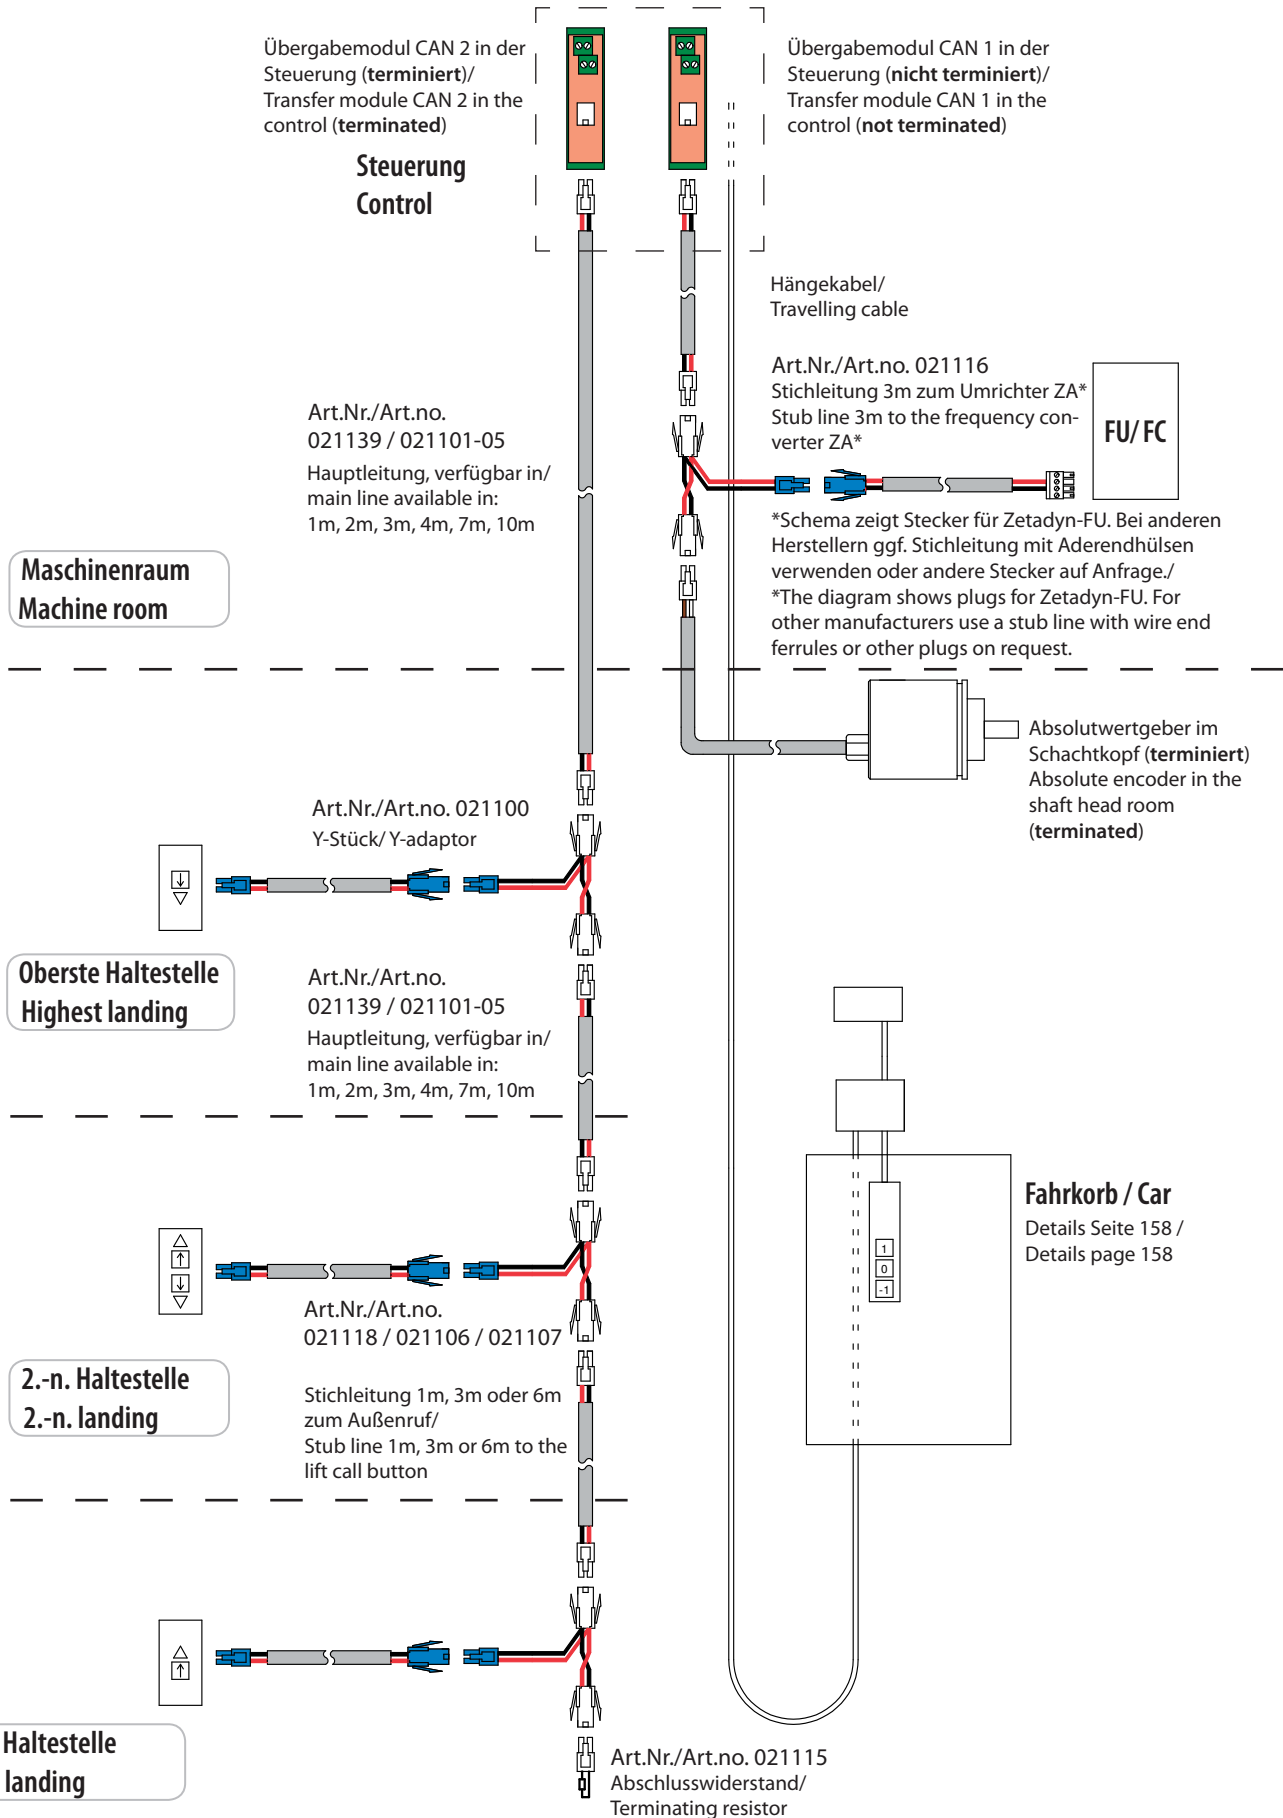 Übergabemodul CAN 2 in der
Steuerung (terminiert)/
Transfer module CAN 2 in the
control (terminated)
Steuerung
Control
Übergabemodul CAN 1 in der
Steuerung (nicht terminiert)/
Transfer module CAN 1 in the
control (not terminated)
Hängekabel/
Travelling cable
Art.Nr./Art.no. 021116
Stichleitung 3m zum Umrichter ZA*
Stub line 3m to the frequency con-
verter ZA*
FU/ FC
*Schema zeigt Stecker für Zetadyn-FU. Bei anderen
Herstellern ggf. Stichleitung mit Aderendhülsen
verwenden oder andere Stecker auf Anfrage./
*The diagram shows plugs for Zetadyn-FU. For
other manufacturers use a stub line with wire end
ferrules or other plugs on request.
Art.Nr./Art.no.
021139 / 021101-05
Hauptleitung, verfügbar in/
main line available in:
1m, 2m, 3m, 4m, 7m, 10m
Maschinenraum
Machine room
Absolutwertgeber im
Schachtkopf (terminiert)
Absolute encoder in the
shaft head room
(terminated)
Art.Nr./Art.no. 021100
Y-Stück/ Y-adaptor
Oberste Haltestelle
Highest landing
Art.Nr./Art.no.
021139 / 021101-05
Hauptleitung, verfügbar in/
main line available in:
1m, 2m, 3m, 4m, 7m, 10m
Fahrkorb / Car
Details Seite 158 /
Details page 158
1
0
-1
Art.Nr./Art.no.
021118 / 021106 / 021107
Stichleitung 1m, 3m oder 6m
zum Außenruf/
Stub line 1m, 3m or 6m to the
lift call button
2.-n. Haltestelle
2.-n. landing
Haltestelle
landing
Art.Nr./Art.no. 021115
Abschlusswiderstand/
Terminating resistor